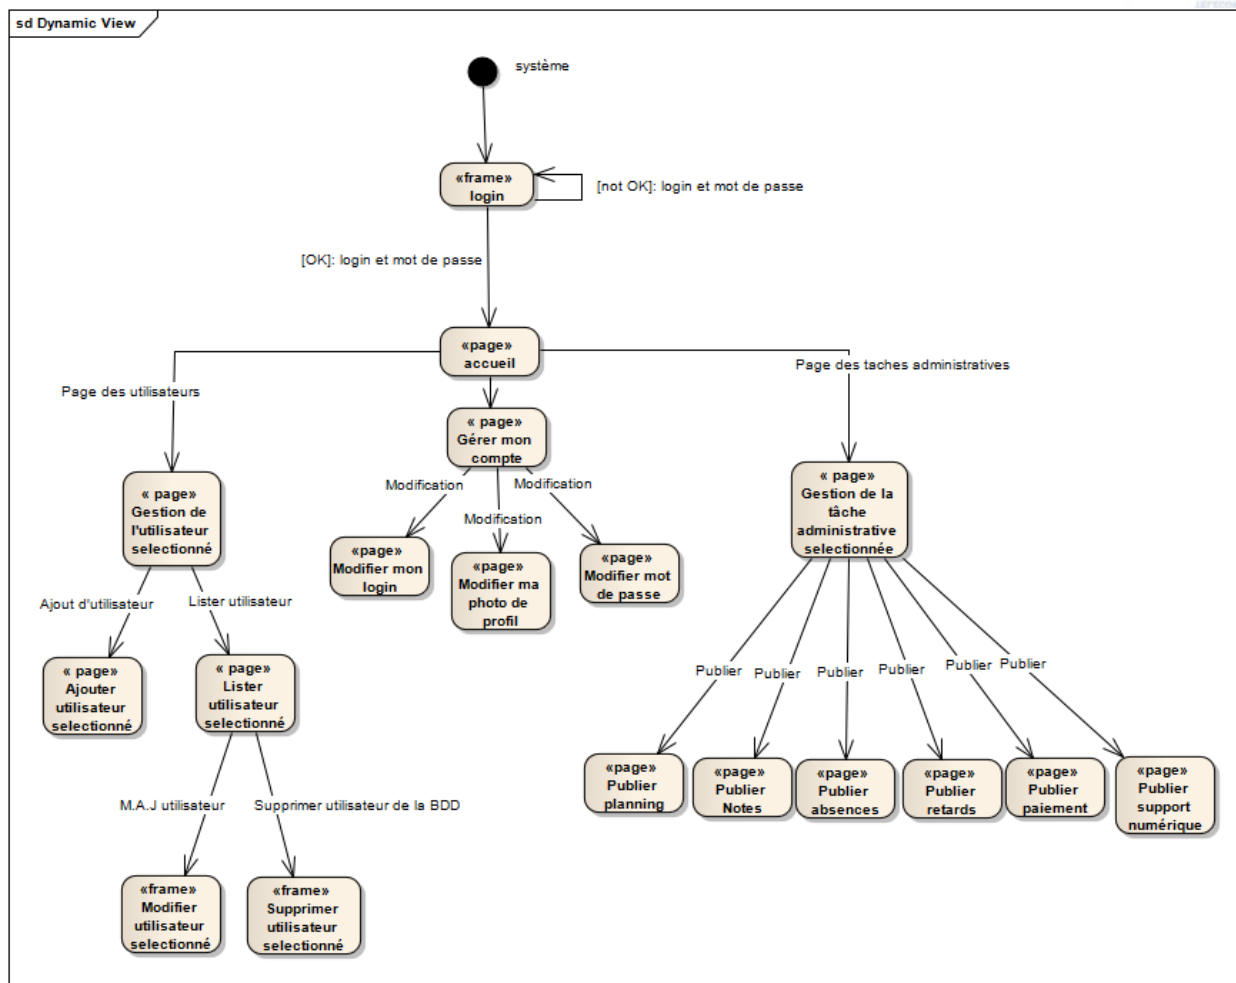 sd Dynamic View
système
«frame»
login
[not OK]: login et mot de passe
[OK]: login et mot de passe
«page»
accueil
Page des utilisateurs
Page des taches administratives
« page»
Gérer mon
compte
« page»
Gestion de
l'utilisateur
selectionné
« page»
Gestion de la
tâche
administrative
selectionnée
Modification
Modification
Modification
«page»
Modifier mon
login
«page»
Modifier ma
photo de
profil
«page»
Modifier mot
de passe
Ajout d'utilisateur
Lister utilisateur
« page»
Ajouter
utilisateur
selectionné
« page»
Lister
utilisateur
selectionné
Publier
Publier
Publier
Publier
Publier
Publier
«page»
Publier
planning
«page»
Publier
Notes
«page»
Publier
absences
«page»
Publier
retards
«page»
Publier
paiement
«page»
Publier
support
numérique
M.A.J utilisateur
Supprimer utilisateur de la BDD
«frame»
Modifier
utilisateur
selectionné
«frame»
Supprimer
utilisateur
selectionné